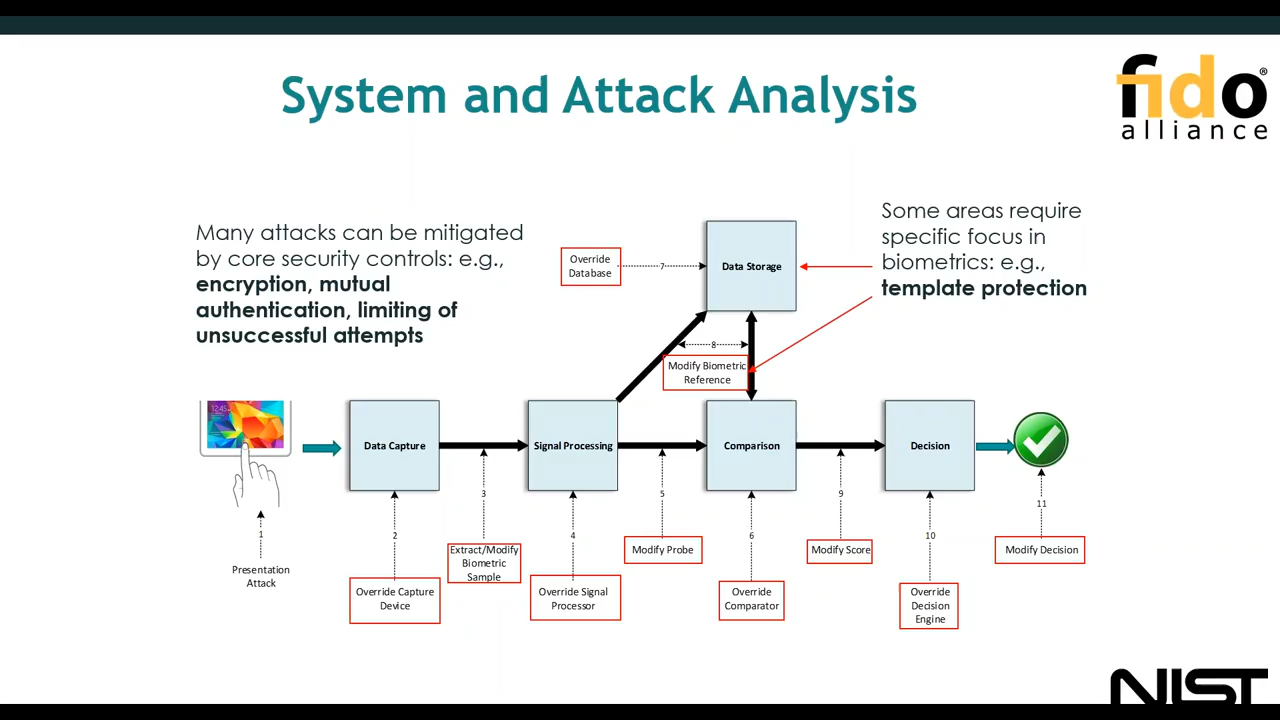 System and Attack Analysis
fido®
alliance
Many attacks can be mitigated
by core security controls: e.g.,
encryption, mutual
authentication, limiting of
unsuccessful attempts
Some areas require
specific focus in
biometrics: e.g.,
template protection
Override
Database
7
Data Storage
8
Modify Biometric
Reference
12:45
Data Capture
Signal Processing
Comparison
Decision
1
Presentation
Attack
2
Override Capture
Device
3
Extract/Modify
Biometric
Sample
4
Override Signal
Processor
5
Modify Probe
6
Override
Comparator
9
Modify Score
10
Override
Decision
Engine
11
Modify Decision
NIST